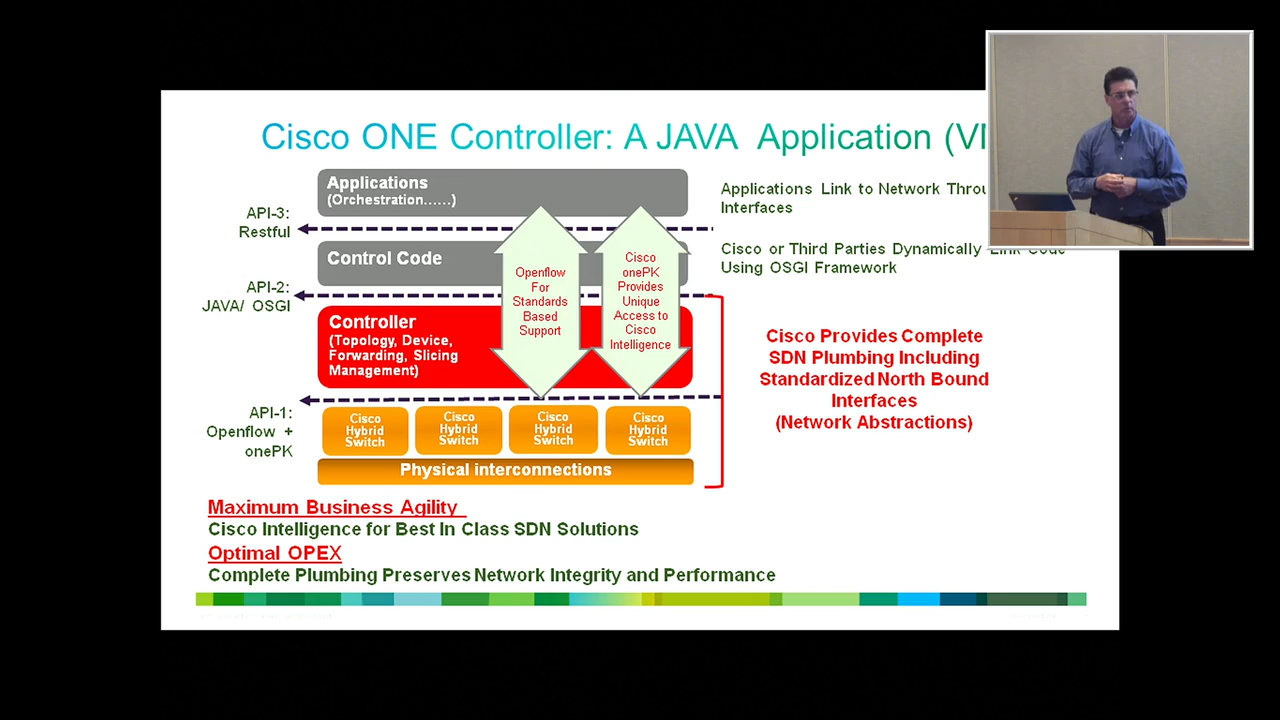 Cisco ONE Controller: A JAVA Application
Applications
(Orchestration......)
API-3:
Restful
Applications Link to Network
Interfaces
Control Code
Cisco or Third Parties Dynamically Link Code
Using OSGI Framework
API-2:
JAVA/ OSGI
Controller
(Topology, Device,
Forwarding, Slicing
Management)
Openflow
For
Standards
Based
Support
Cisco
onePK
Provides
Unique
Access to
Cisco
Intelligence
Cisco Provides Complete
SDN Plumbing Including
Standardized North Bound
Interfaces
(Network Abstractions)
API-1:
Openflow +
onePK
Cisco
Hybrid
Switch
Cisco
Hybrid
Switch
Cisco
Hybrid
Switch
Cisco
Hybrid
Switch
Physical interconnections
Maximum Business Agility
Cisco Intelligence for Best In Class SDN Solutions
Optimal OPEX
Complete Plumbing Preserves Network Integrity and Performance